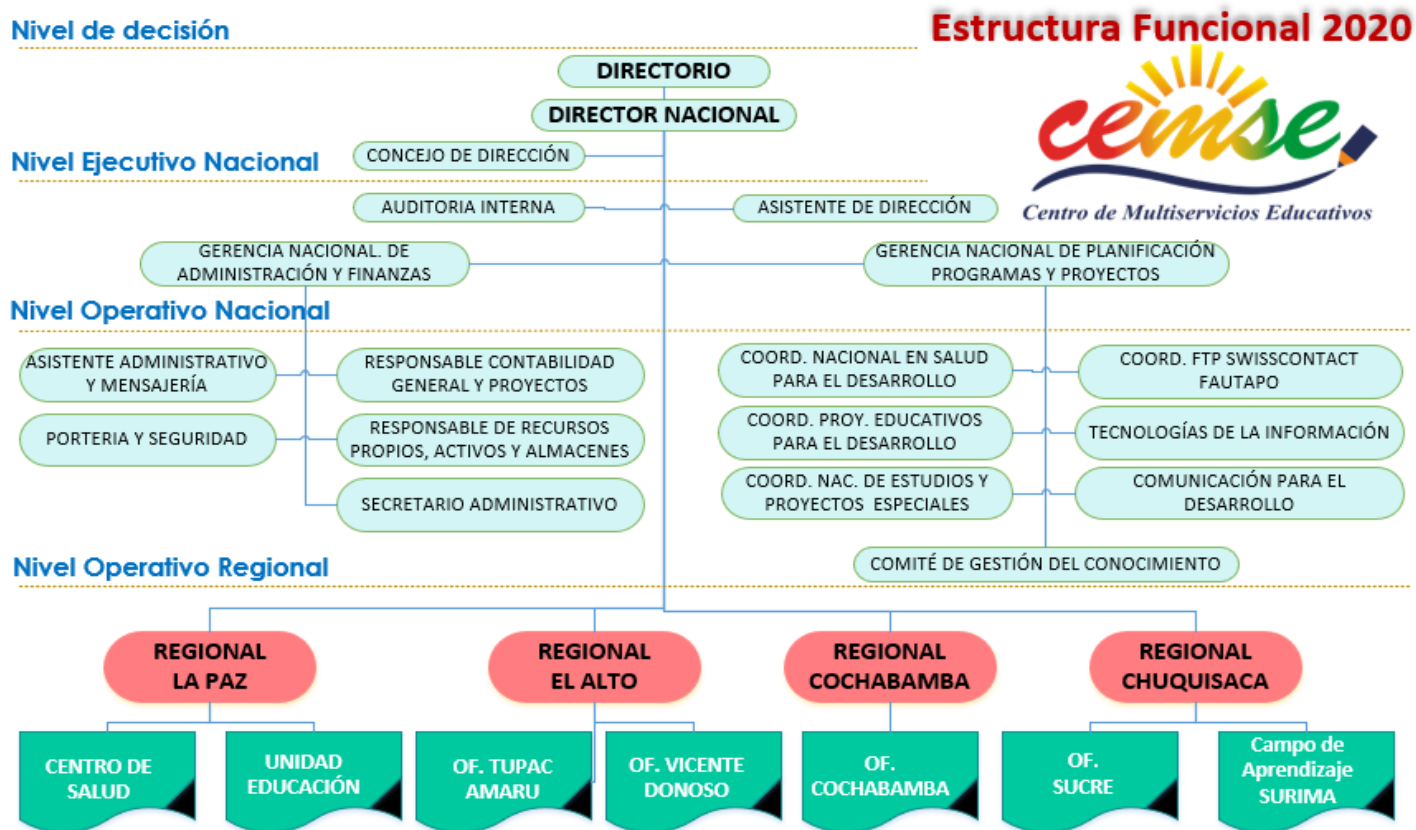 Nivel de decisión
Estructura Funcional 2020
DIRECTORIO
DIRECTOR NACIONAL
cemse
Centro de Multiservicios Educativos
Nivel Ejecutivo Nacional
CONCEJO DE DIRECCIÓN
AUDITORIA INTERNA
ASISTENTE DE DIRECCIÓN
GERENCIA NACIONAL. DE
ADMINISTRACIÓN Y FINANZAS
GERENCIA NACIONAL DE PLANIFICACIÓN
PROGRAMAS Y PROYECTOS
Nivel Operativo Nacional
ASISTENTE ADMINISTRATIVO
Y MENSAJERÍA
RESPONSABLE CONTABILIDAD
GENERAL Y PROYECTOS
COORD. NACIONAL EN SALUD
PARA EL DESARROLLO
COORD. FTP SWISSCONTACT
FAUTAPO
PORTERIA Y SEGURIDAD
RESPONSABLE DE RECURSOS
PROPIOS, ACTIVOS Y ALMACENES
COORD. PROY. EDUCATIVOS
PARA EL DESARROLLO
TECNOLOGÍAS DE LA INFORMACIÓN
SECRETARIO ADMINISTRATIVO
COORD. NAC. DE ESTUDIOS Y
PROYECTOS ESPECIALES
COMUNICACIÓN PARA EL
DESARROLLO
COMITÉ DE GESTIÓN DEL CONOCIMIENTO
Nivel Operativo Regional
REGIONAL
LA PAZ
REGIONAL
EL ALTO
REGIONAL
COCHABAMBA
REGIONAL
CHUQUISACA
CENTRO DE
SALUD
UNIDAD
EDUCACIÓN
OF. TUPAC
AMARU
OF. VICENTE
DONOSO
OF.
COCHABAMBA
OF.
SUCRE
Campo de
Aprendizaje
SURIMA